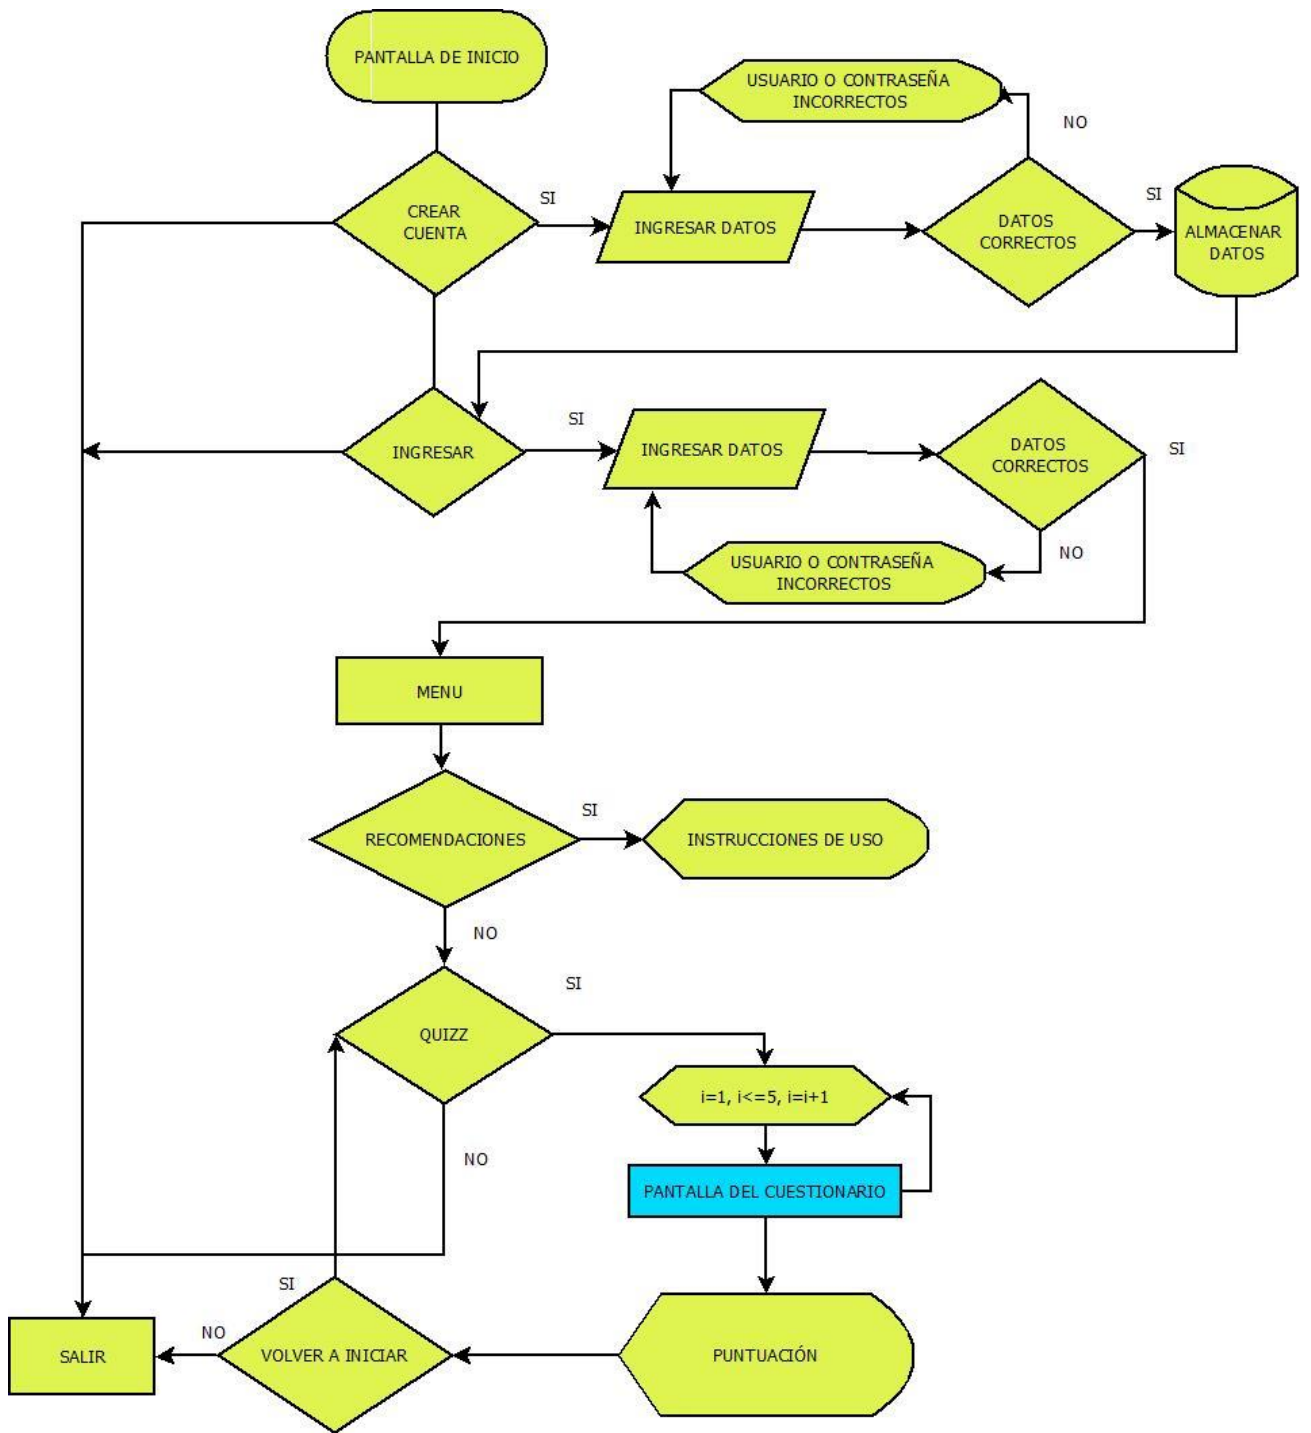 PANTALLA DE INICIO
USUARIO O CONTRASEÑA
INCORRECTOS
NO
CREAR
CUENTA
SI
INGRESAR DATOS
DATOS
CORRECTOS
SI
ALMACENAR
DATOS
INGRESAR
SI
INGRESAR DATOS
DATOS
CORRECTOS
SI
USUARIO O CONTRASEÑA
INCORRECTOS
NO
MENU
RECOMENDACIONES
SI
INSTRUCCIONES DE USO
NO
QUIZZ
SI
i=1, i<=5, i=i+1
NO
PANTALLA DEL CUESTIONARIO
SI
SALIR
NO
VOLVER A INICIAR
PUNTUACIÓN